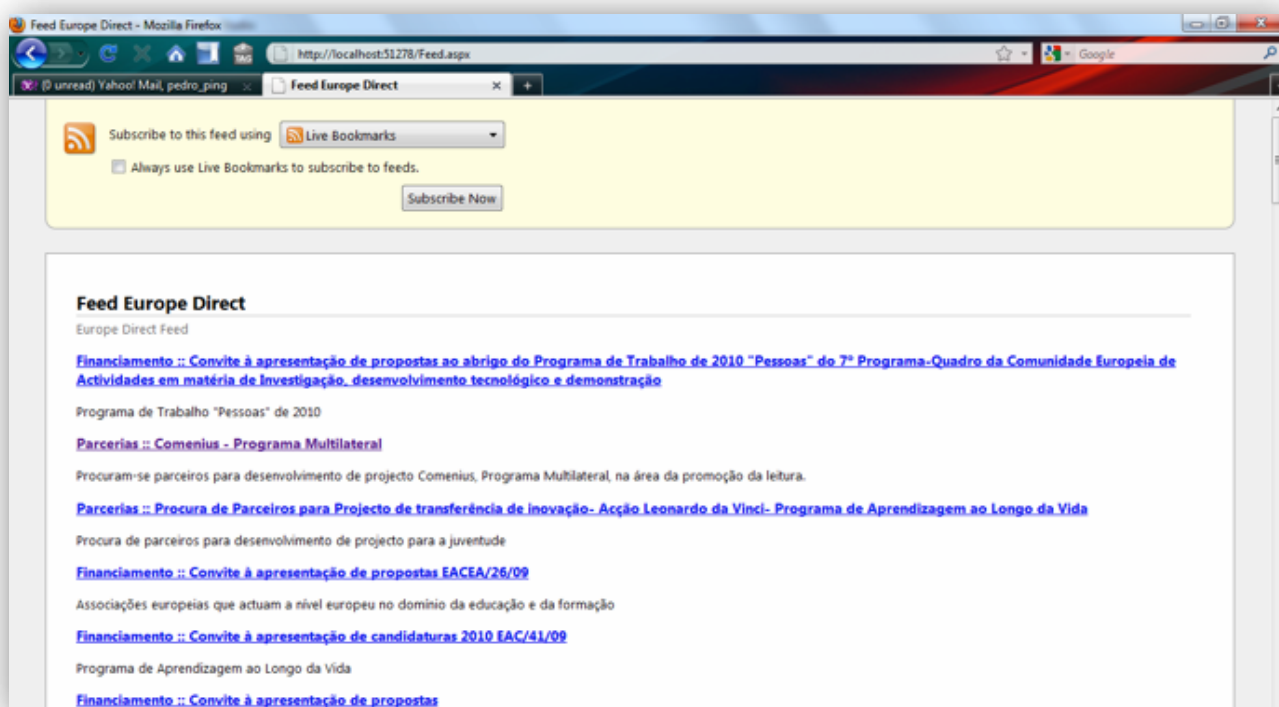 Feed Europe Direct - Mozilla Firefox
TAG
http://localhost:51278/Feed.aspx
Google
(0 unread) Yahoo! Mail, pedro_ping
Feed Europe Direct
Subscribe to this feed using
Live Bookmarks
Always use Live Bookmarks to subscribe to feeds.
Subscribe Now
Feed Europe Direct
Europe Direct Feed
Financiamento :: Convite à apresentação de propostas ao abrigo do Programa de Trabalho de 2010 "Pessoas" do 7º Programa-Quadro da Comunidade Europeia de
Actividades em matéria de Investigação, desenvolvimento tecnológico e demonstração
Programa de Trabalho "Pessoas" de 2010
Parcerias :: Comenius - Programa Multilateral
Procuram-se parceiros para desenvolvimento de projecto Comenius, Programa Multilateral, na área da promoção da leitura.
Parcerias :: Procura de Parceiros para Projecto de transferência de inovação- Acção Leonardo da Vinci- Programa de Aprendizagem ao Longo da Vida
Procura de parceiros para desenvolvimento de projecto para a juventude
Financiamento :: Convite à apresentação de propostas EACEA/26/09
Associações europeias que actuam a nível europeu no domínio da educação e da formação
Financiamento :: Convite à apresentação de candidaturas 2010 EAC/41/09
Programa de Aprendizagem ao Longo da Vida
Financiamento :: Convite à apresentação de propostas